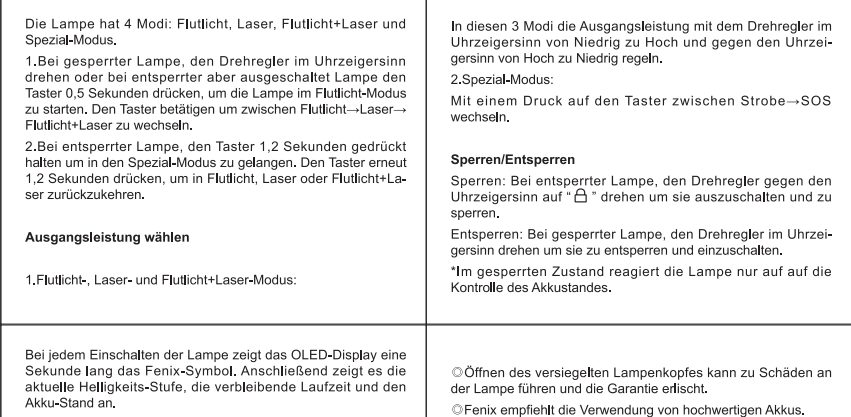 Die Lampe hat 4 Modi: Flutlicht, Laser, Flutlicht+Laser und
Spezial-Modus.
1.Bei gesperrter Lampe, den Drehregler im Uhrzeigersinn
drehen oder bei entsperrter aber ausgeschaltet Lampe den
Taster 0,5 Sekunden drücken, um die Lampe im Flutlicht-Modus
zu starten. Den Taster betätigen um zwischen Flutlicht→Laser→
Flutlicht+Laser zu wechseln.
2.Bei entsperrter Lampe, den Taster 1,2 Sekunden gedrückt
halten um in den Spezial-Modus zu gelangen. Den Taster erneut
1,2 Sekunden drücken, um in Flutlicht, Laser oder Flutlicht+La-
ser zurückzukehren.
Ausgangsleistung wählen
1.Flutlicht-, Laser- und Flutlicht+Laser-Modus:
In diesen 3 Modi die Ausgangsleistung mit dem Drehregler im
Uhrzeigersinn von Niedrig zu Hoch und gegen den Uhrzei-
gersinn von Hoch zu Niedrig regeln.
2.Spezial-Modus:
Mit einem Druck auf den Taster zwischen Strobe→SOS
wechseln.
Sperren/Entsperren
Sperren: Bei entsperrter Lampe, den Drehregler gegen den
Uhrzeigersinn auf " " drehen um sie auszuschalten und zu
sperren.
Entsperren: Bei gesperrter Lampe, den Drehregler im Uhrzei-
gersinn drehen um sie zu entsperren und einzuschalten.
*Im gesperrten Zustand reagiert die Lampe nur auf auf die
Kontrolle des Akkustandes.
Bei jedem Einschalten der Lampe zeigt das OLED-Display eine
Sekunde lang das Fenix-Symbol. Anschließend zeigt es die
aktuelle Helligkeits-Stufe, die verbleibende Laufzeit und den
Akku-Stand an.
◎Öffnen des versiegelten Lampenkopfes kann zu Schäden an
der Lampe führen und die Garantie erlischt.
◎Fenix empfiehlt die Verwendung von hochwertigen Akkus.